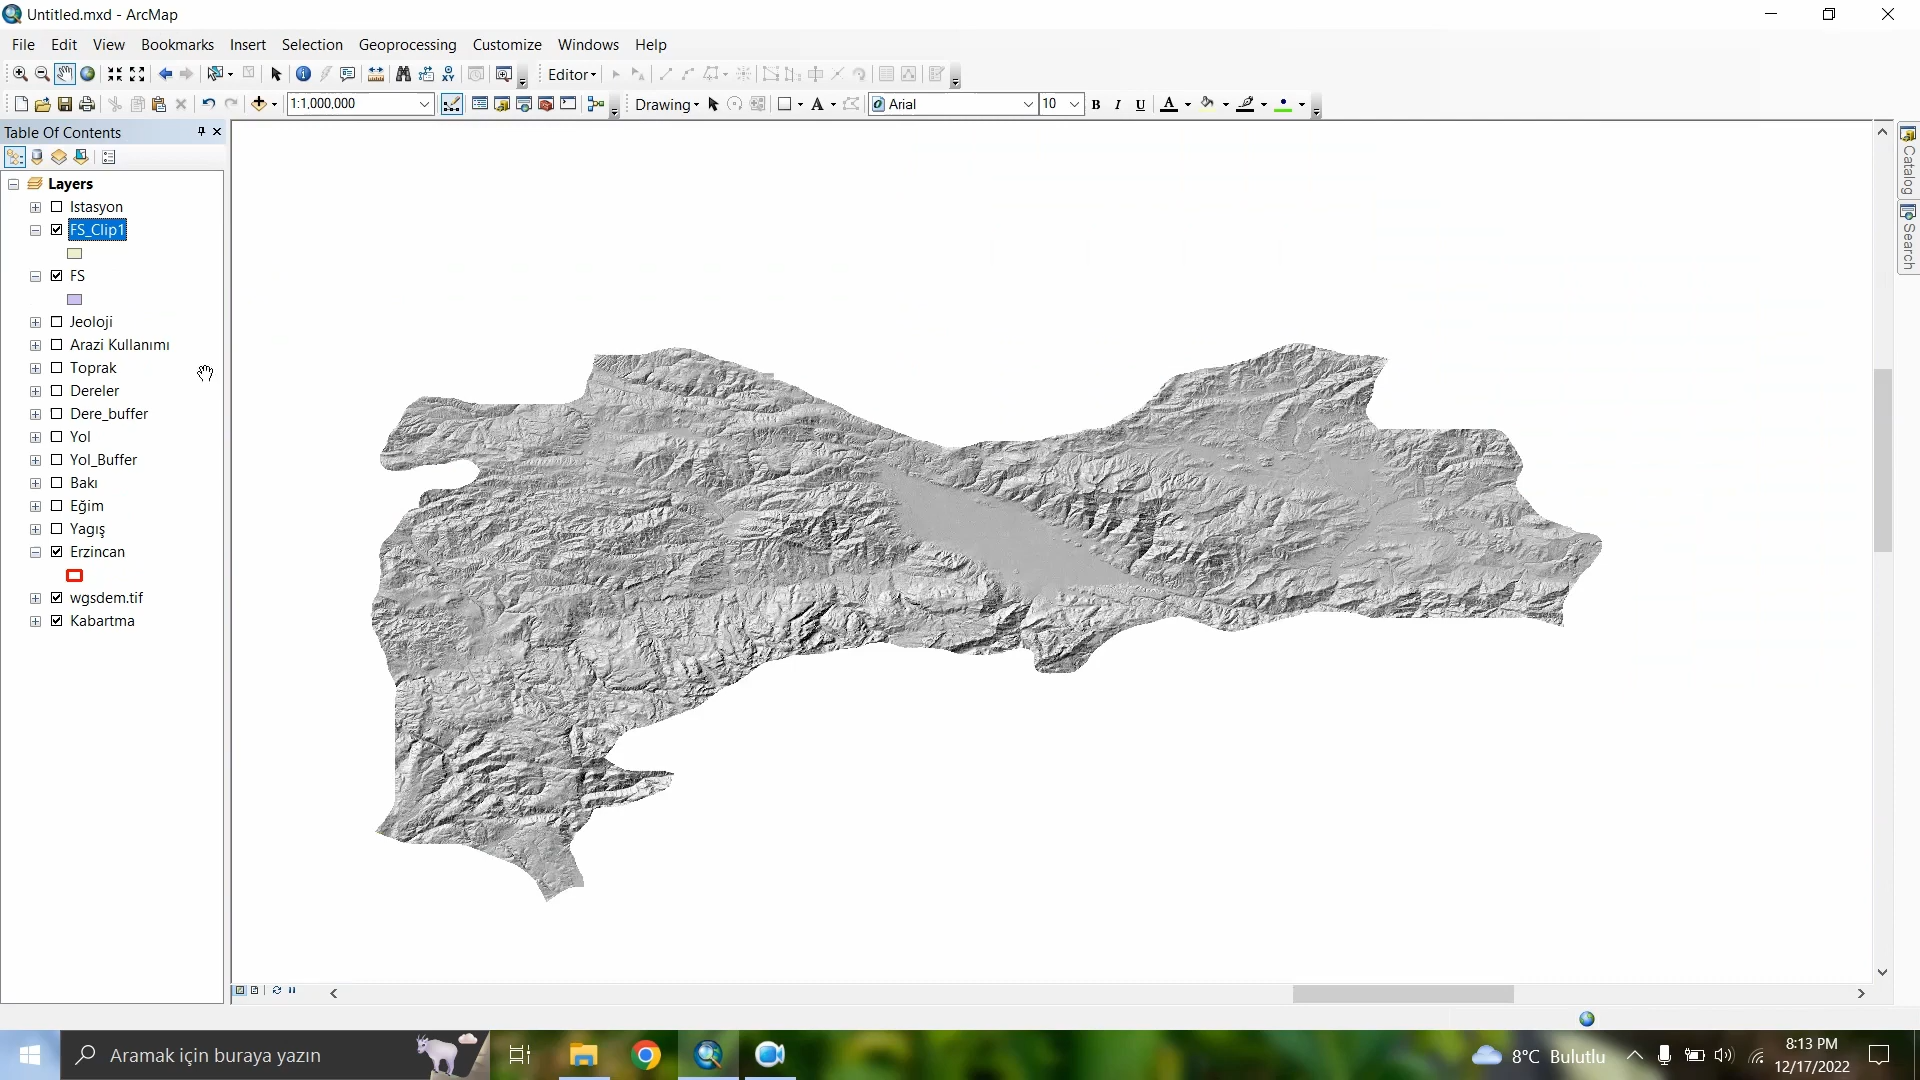 Untitled.mxd - ArcMap
File Edit View Bookmarks Insert Selection Geoprocessing Customize Windows Help
Editor
1:1,000,000 Drawing A Arial 10 B I U A
Table Of Contents
Layers
Istasyon
FS_Clip1
FS
Jeoloji
Arazi Kullanımı
Toprak
Dereler
Dere_buffer
Yol
Yol_Buffer
Bakı
Eğim
Yagış
Erzincan
wgsdem.tif
Kabartma
Catalog
Search
Aramak için buraya yazın
8°C Bulutlu
8:13 PM
12/17/2022